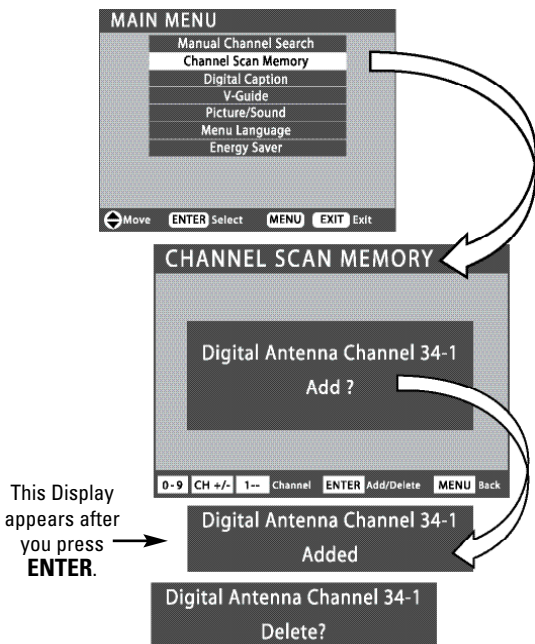 MAIN MENU
Manual Channel Search
Channel Scan Memory
Digital Caption
V-Guide
Picture/Sound
Menu Language
Energy Saver
Move ENTER Select MENU EXIT Exit
CHANNEL SCAN MEMORY
Digital Antenna Channel 34-1
Add ?
0-9 CH +/- 1-- Channel ENTER Add/Delete MENU Back
This Display
appears after
you press
ENTER.
Digital Antenna Channel 34-1
Added
Digital Antenna Channel 34-1
Delete?